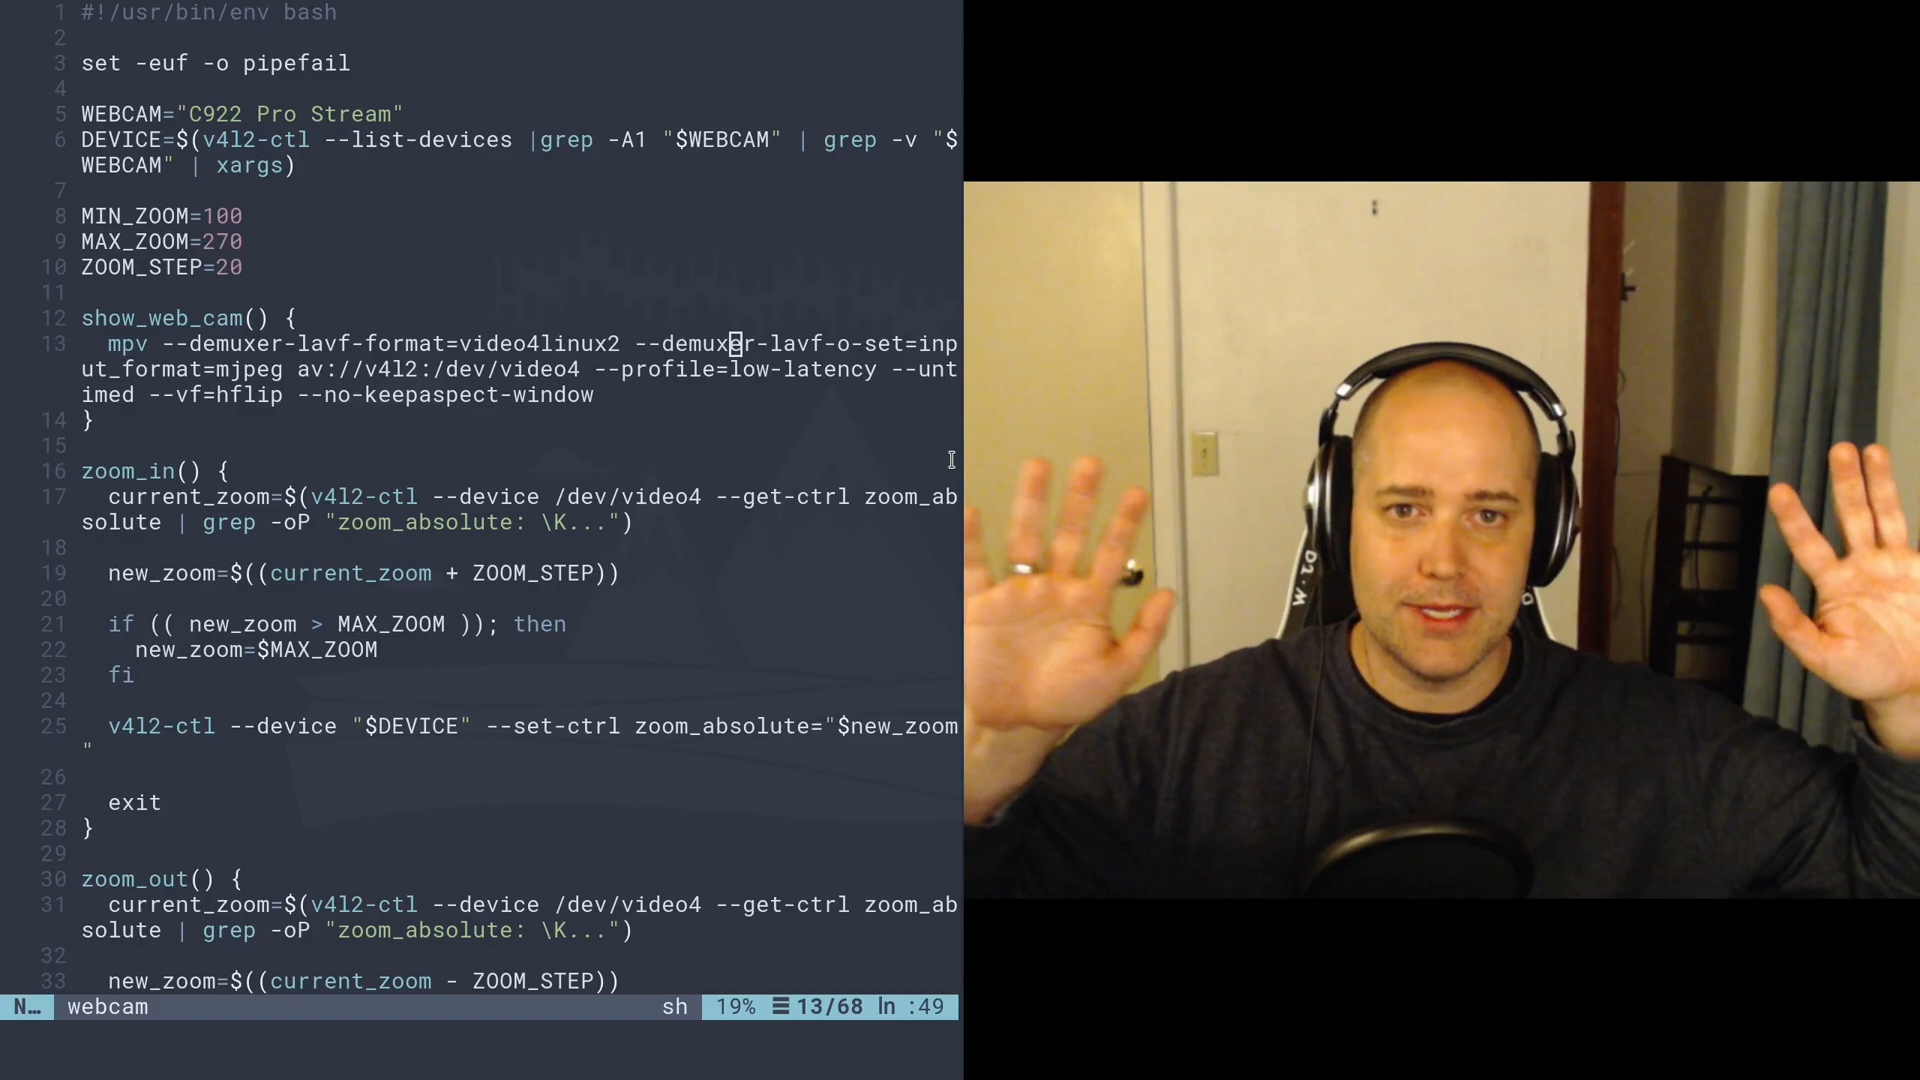 1 #!/usr/bin/env bash
2
3 set -euf -o pipefail
4
5 WEBCAM="C922 Pro Stream"
6 DEVICE=$(v4l2-ctl --list-devices |grep -A1 "$WEBCAM" | grep -v "$
WEBCAM" | xargs)
7
8 MIN_ZOOM=100
9 MAX_ZOOM=270
10 ZOOM_STEP=20
11
12 show_web_cam() {
13   mpv --demuxer-lavf-format=video4linux2 --demuxer-lavf-o-set=inp
ut_format=mjpeg av://v4l2:/dev/video4 --profile=low-latency --unt
imed --vf=hflip --no-keepaspect-window
14 }
15
16 zoom_in() {
17   current_zoom=$(v4l2-ctl --device /dev/video4 --get-ctrl zoom_ab
solute | grep -oP "zoom_absolute: \K...")
18
19   new_zoom=$((current_zoom + ZOOM_STEP))
20
21   if (( new_zoom > MAX_ZOOM )); then
22     new_zoom=$MAX_ZOOM
23   fi
24
25   v4l2-ctl --device "$DEVICE" --set-ctrl zoom_absolute="$new_zoom
"
26
27   exit
28 }
29
30 zoom_out() {
31   current_zoom=$(v4l2-ctl --device /dev/video4 --get-ctrl zoom_ab
solute | grep -oP "zoom_absolute: \K...")
32
33   new_zoom=$((current_zoom - ZOOM_STEP))
N… webcam sh 19% ☰ 13/68 ln :49